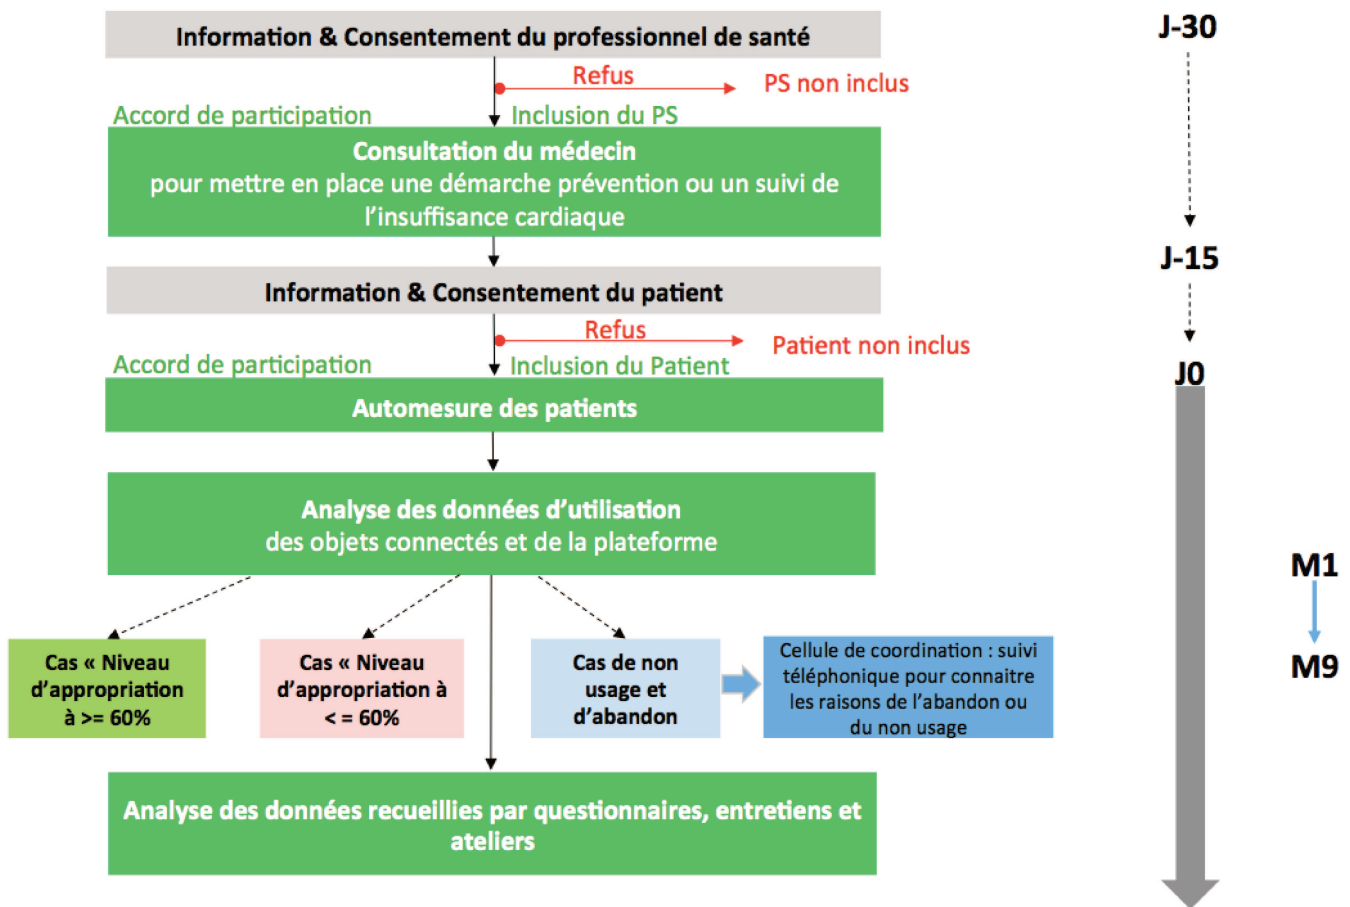 Information & Consentement du professionnel de santé
J-30
Refus
PS non inclus
Accord de participation
Inclusion du PS
Consultation du médecin
pour mettre en place une démarche prévention ou un suivi de
l'insuffisance cardiaque
J-15
Information & Consentement du patient
Refus
Patient non inclus
Accord de participation
Inclusion du Patient
J0
Automesure des patients
Analyse des données d'utilisation
des objets connectés et de la plateforme
M1
Cas « Niveau
d'appropriation
à >= 60%
Cas « Niveau
d'appropriation à
< = 60%
Cas de non
usage et
d'abandon
Cellule de coordination : suivi
téléphonique pour connaitre
les raisons de l'abandon ou
du non usage
M9
Analyse des données recueillies par questionnaires, entretiens et
ateliers